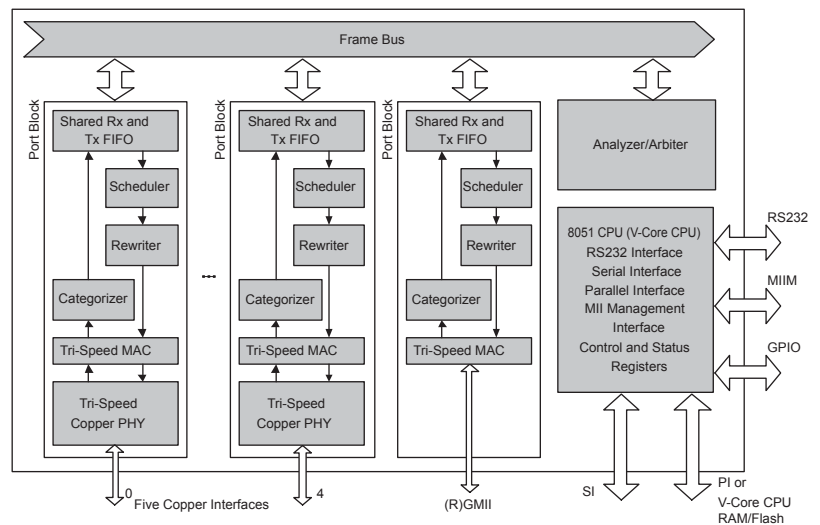 Frame Bus
Port Block
Shared Rx and
Tx FIFO
Scheduler
Rewriter
Categorizer
Tri-Speed MAC
Tri-Speed
Copper PHY
0
Five Copper Interfaces
...
Port Block
Shared Rx and
Tx FIFO
Scheduler
Rewriter
Categorizer
Tri-Speed MAC
Tri-Speed
Copper PHY
4
Port Block
Shared Rx and
Tx FIFO
Scheduler
Rewriter
Categorizer
Tri-Speed MAC
(R)GMII
Analyzer/Arbiter
8051 CPU (V-Core CPU)
RS232 Interface
Serial Interface
Parallel Interface
MII Management
Interface
Control and Status
Registers
RS232
MIIM
GPIO
SI
PI or
V-Core CPU
RAM/Flash